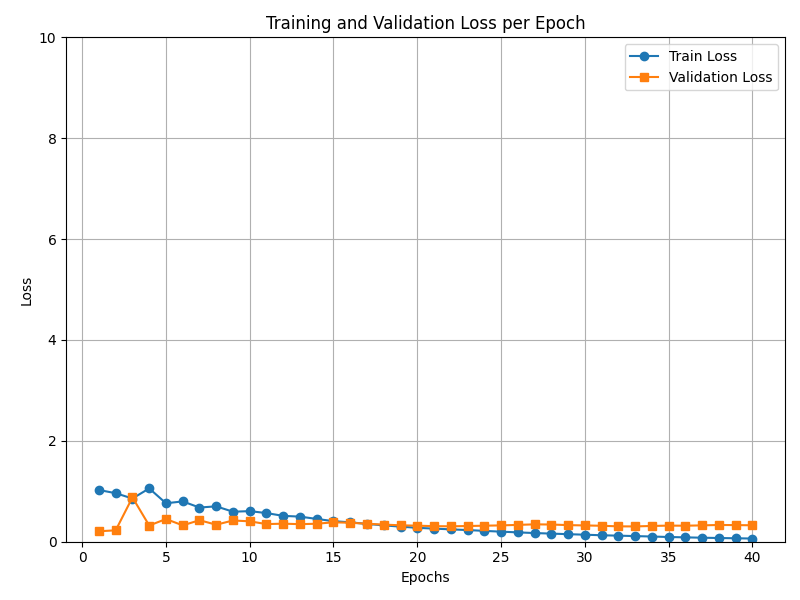 Training and Validation Loss per Epoch
10
8
6
4
2
0
Loss
Train Loss
Validation Loss
0 5 10 15 20 25 30 35 40
Epochs